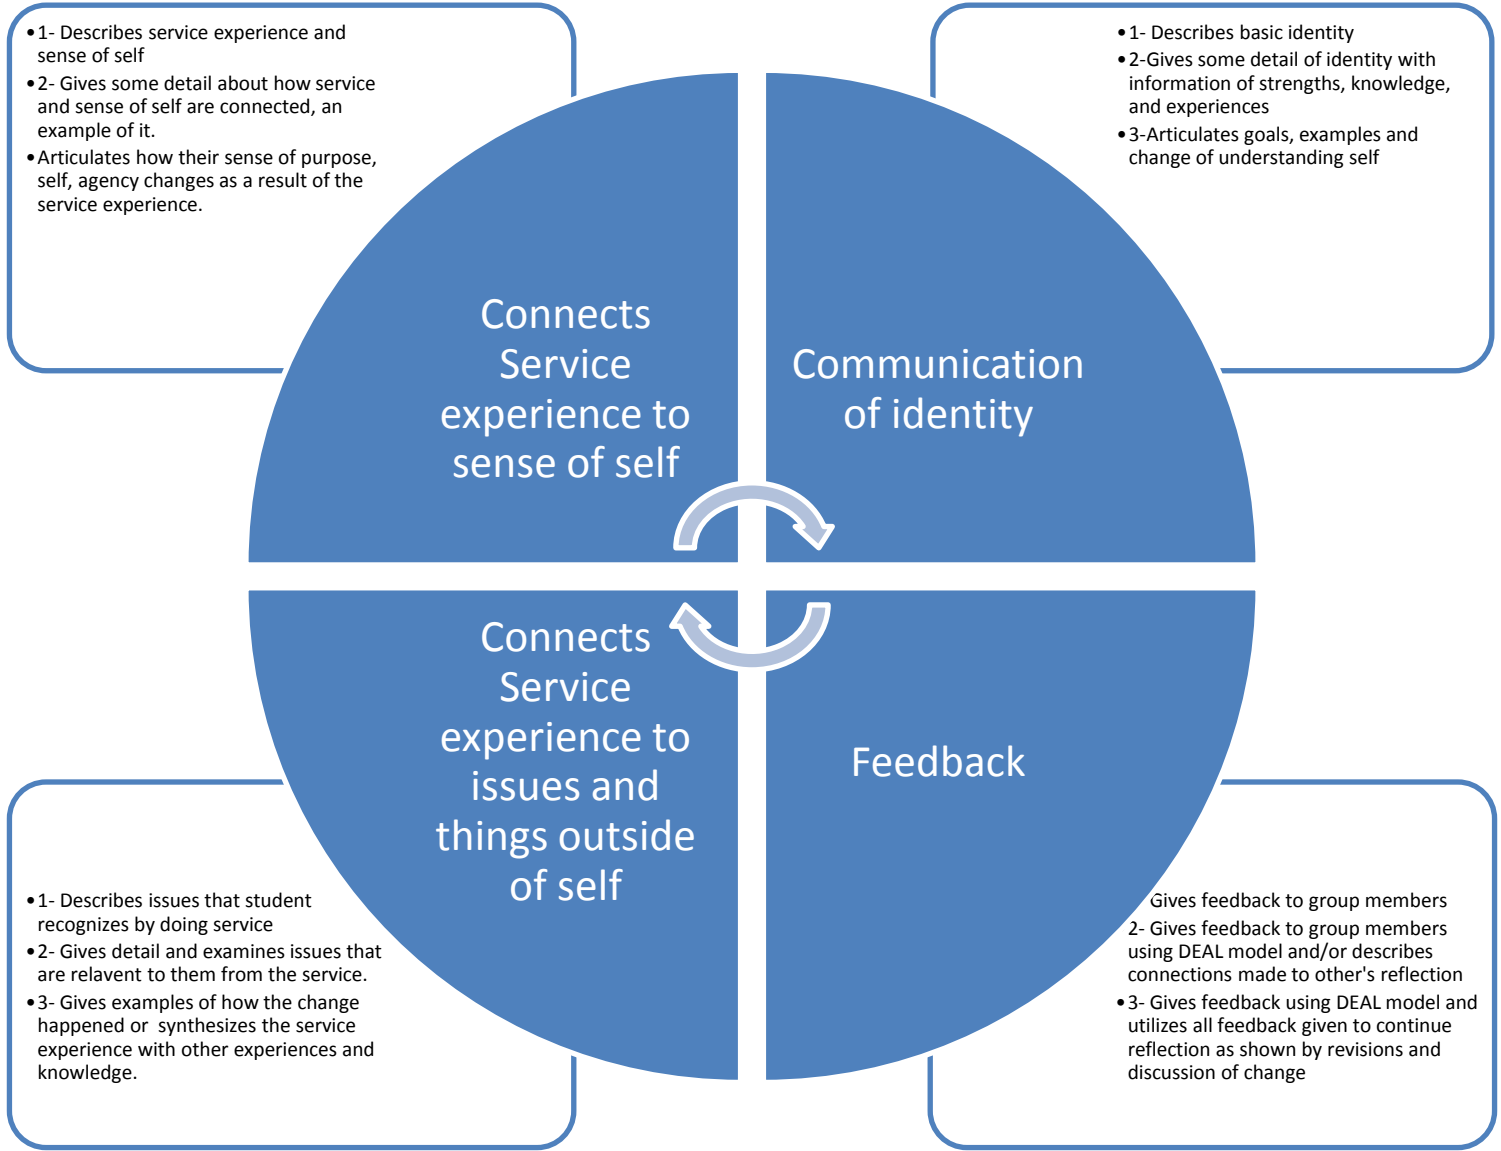 •1- Describes service experience and
sense of self
•2- Gives some detail about how service
and sense of self are connected, an
example of it.
•Articulates how their sense of purpose,
self, agency changes as a result of the
service experience.
•1- Describes basic identity
•2-Gives some detail of identity with
information of strengths, knowledge,
and experiences
•3-Articulates goals, examples and
change of understanding self
Connects
Service
experience to
sense of self
Communication
of identity
Connects
Service
experience to
issues and
things outside
of self
Feedback
•1- Describes issues that student
recognizes by doing service
•2- Gives detail and examines issues that
are relavent to them from the service.
•3- Gives examples of how the change
happened or  synthesizes the service
experience with other experiences and
knowledge.
Gives feedback to group members
2- Gives feedback to group members
using DEAL model and/or describes
connections made to other's reflection
•3- Gives feedback using DEAL model and
utilizes all feedback given to continue
reflection as shown by revisions and
discussion of change